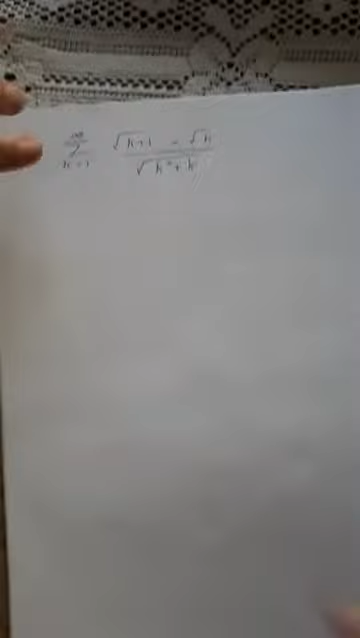 ∞
∑ (√(k+1) - √k) / √(k²+k)
k=1